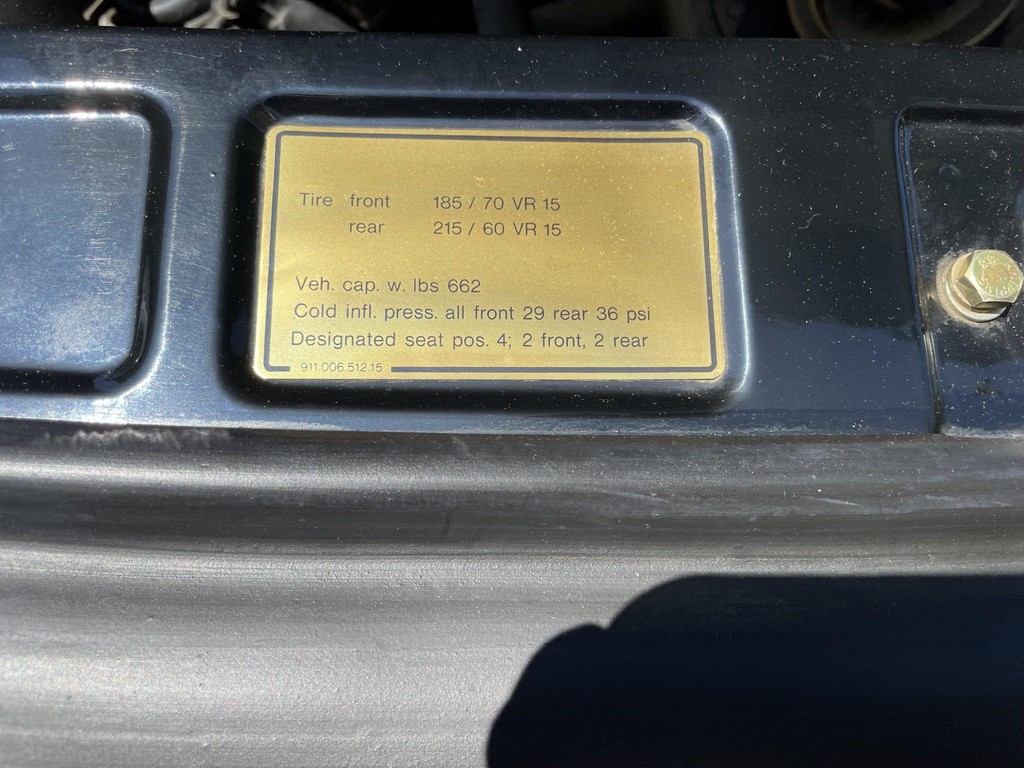 Tire front 185 / 70 VR 15
rear 215 / 60 VR 15
Veh. cap. w. lbs 662
Cold infl. press. all front 29 rear 36 psi
Designated seat pos. 4; 2 front, 2 rear
911.006.512.15